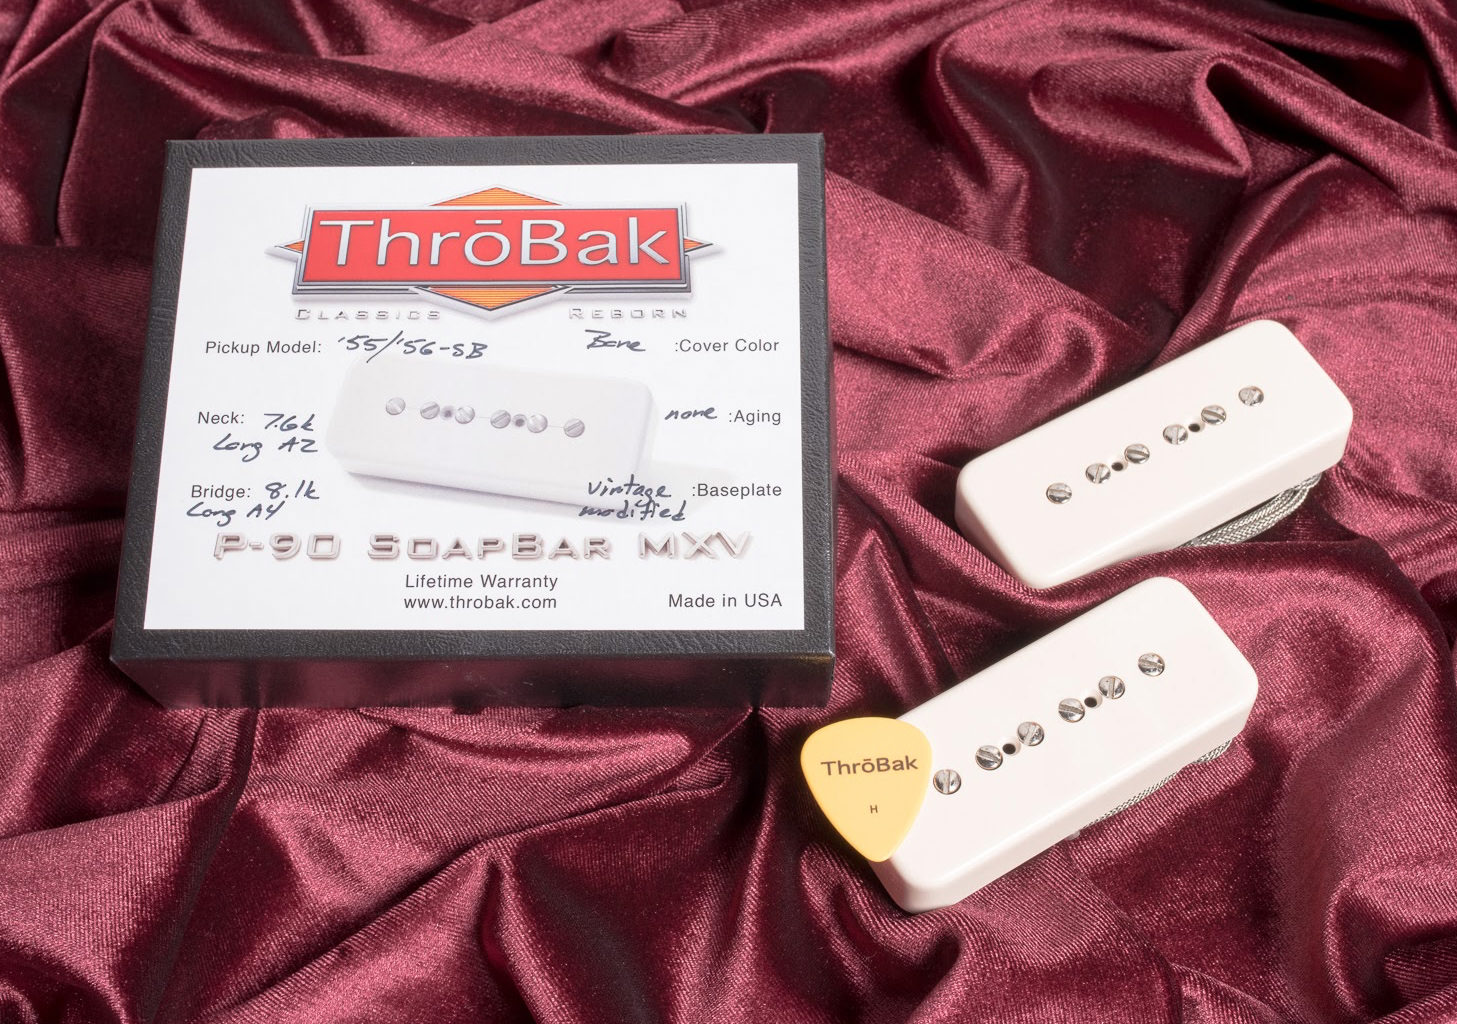 ThrōBak
Classics Reborn
Pickup Model: '55/'56-SB Bone :Cover Color
Neck: 7.6k none :Aging
Long A2
Bridge: 8.1k vintage :Baseplate
Long A4 modified
P-90 SoapBar MXV
Lifetime Warranty
www.throbak.com Made in USA
ThrōBak
H